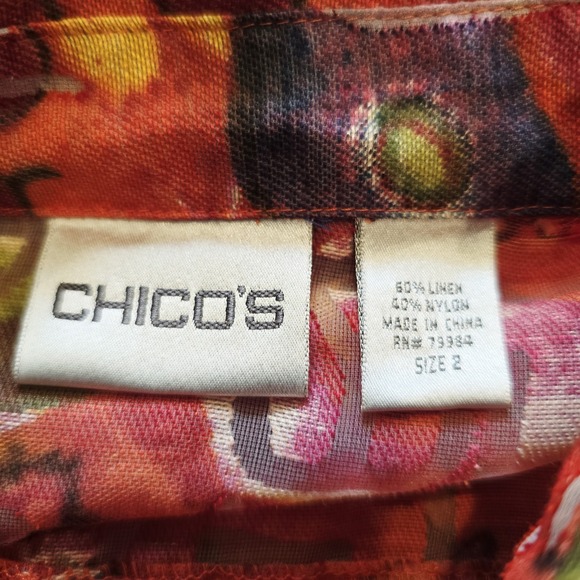 CHICO'S
60% LINEN
40% NYLON
MADE IN CHINA
RN# 79984
SIZE 2